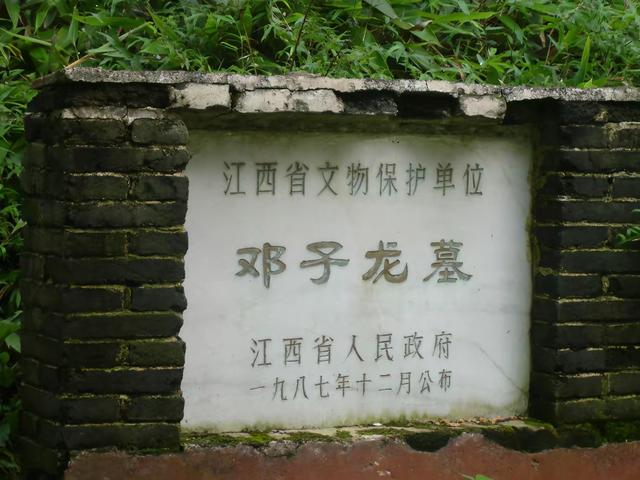 江西省文物保护单位
邓子龙墓
江西省人民政府
一九八七年十二月公布